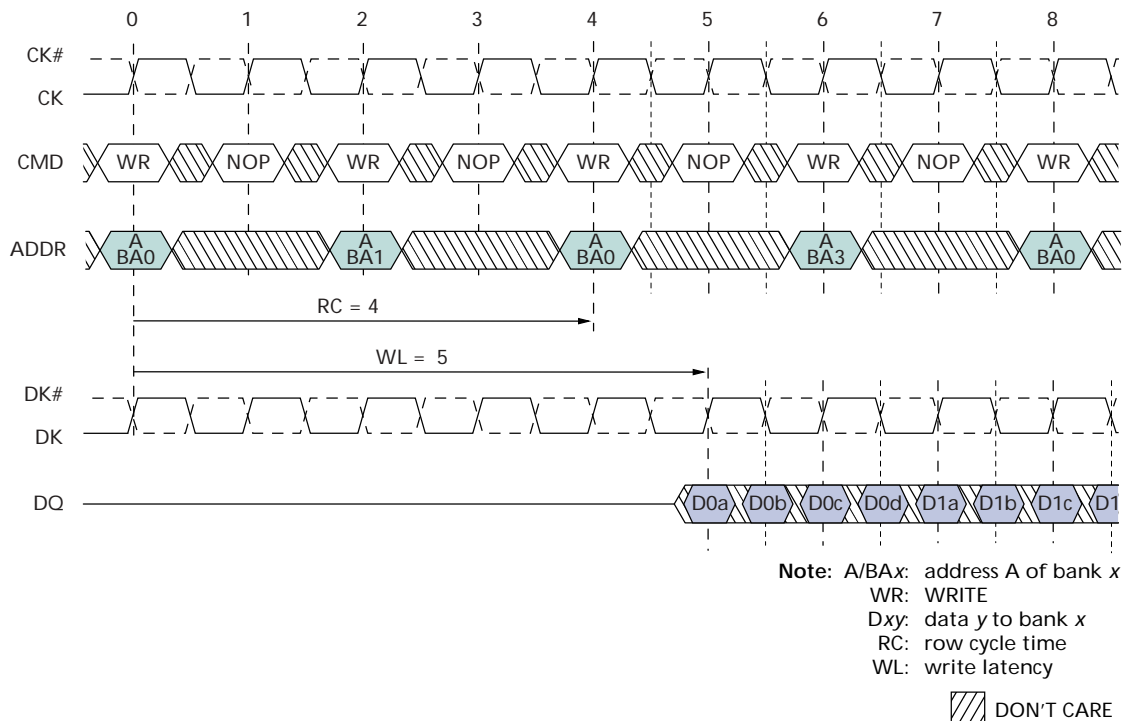 0 1 2 3 4 5 6 7 8
CK#
CK
CMD WR NOP WR NOP WR NOP WR NOP WR
ADDR A BA0 A BA1 A BA0 A BA3 A BA0
RC = 4
WL = 5
DK#
DK
DQ D0a D0b D0c D0d D1a D1b D1c D1
Note: A/BAx: address A of bank x
WR: WRITE
Dxy: data y to bank x
RC: row cycle time
WL: write latency
DON'T CARE